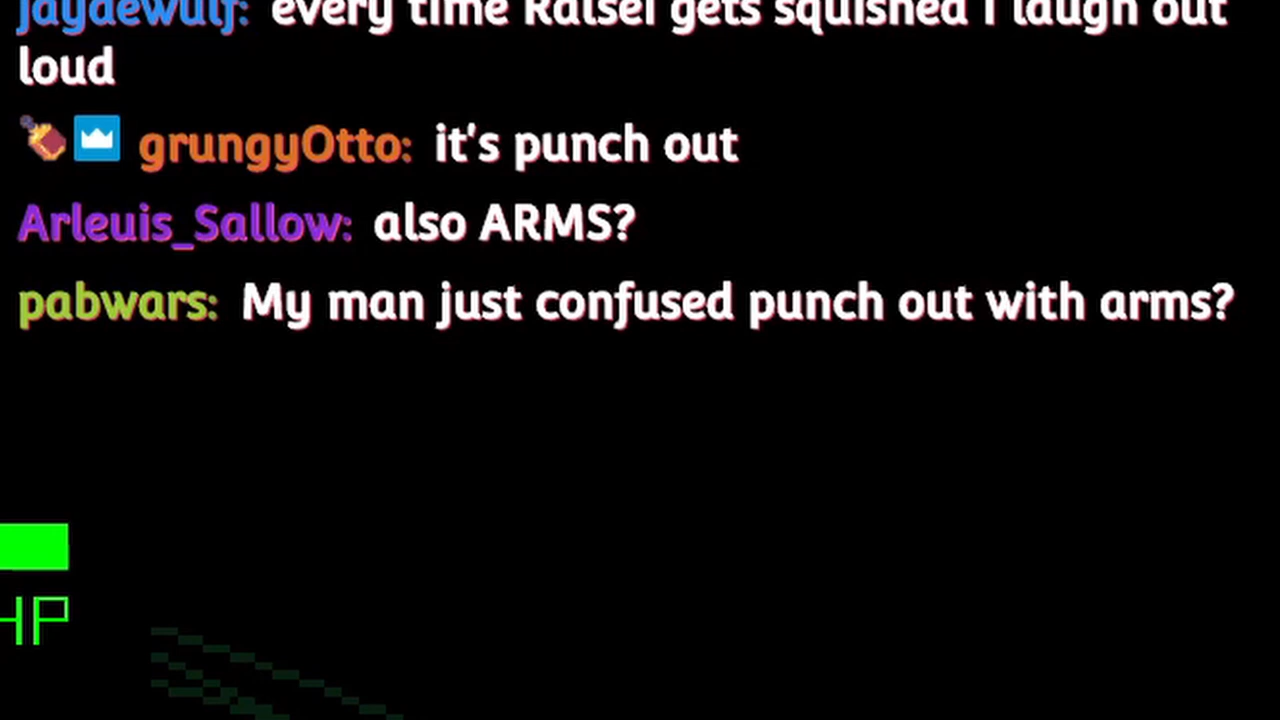 jaydewulf: every time Ralsei gets squished I laugh out
loud
grungyOtto: it's punch out
Arleuis_Sallow: also ARMS?
pabwars: My man just confused punch out with arms?
HP